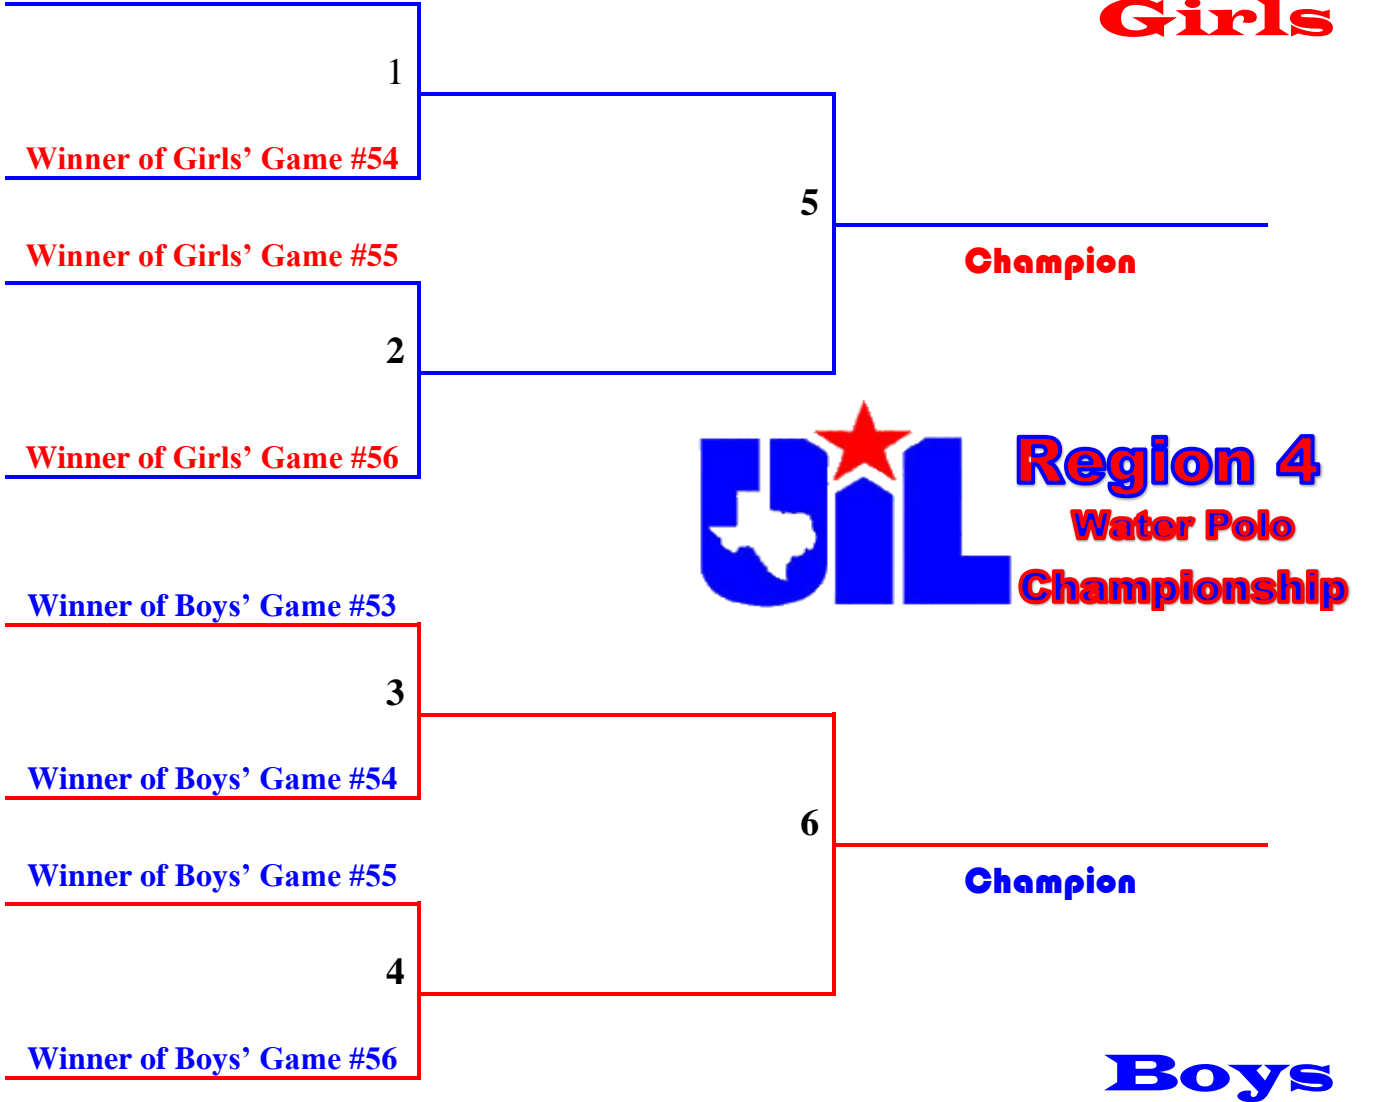 Girls
1
Winner of Girls’ Game #54
5
Winner of Girls’ Game #55
Champion
2
Winner of Girls’ Game #56
UiL
Region 4
Water Polo
Championship
Winner of Boys’ Game #53
3
Winner of Boys’ Game #54
6
Winner of Boys’ Game #55
Champion
4
Winner of Boys’ Game #56
Boys